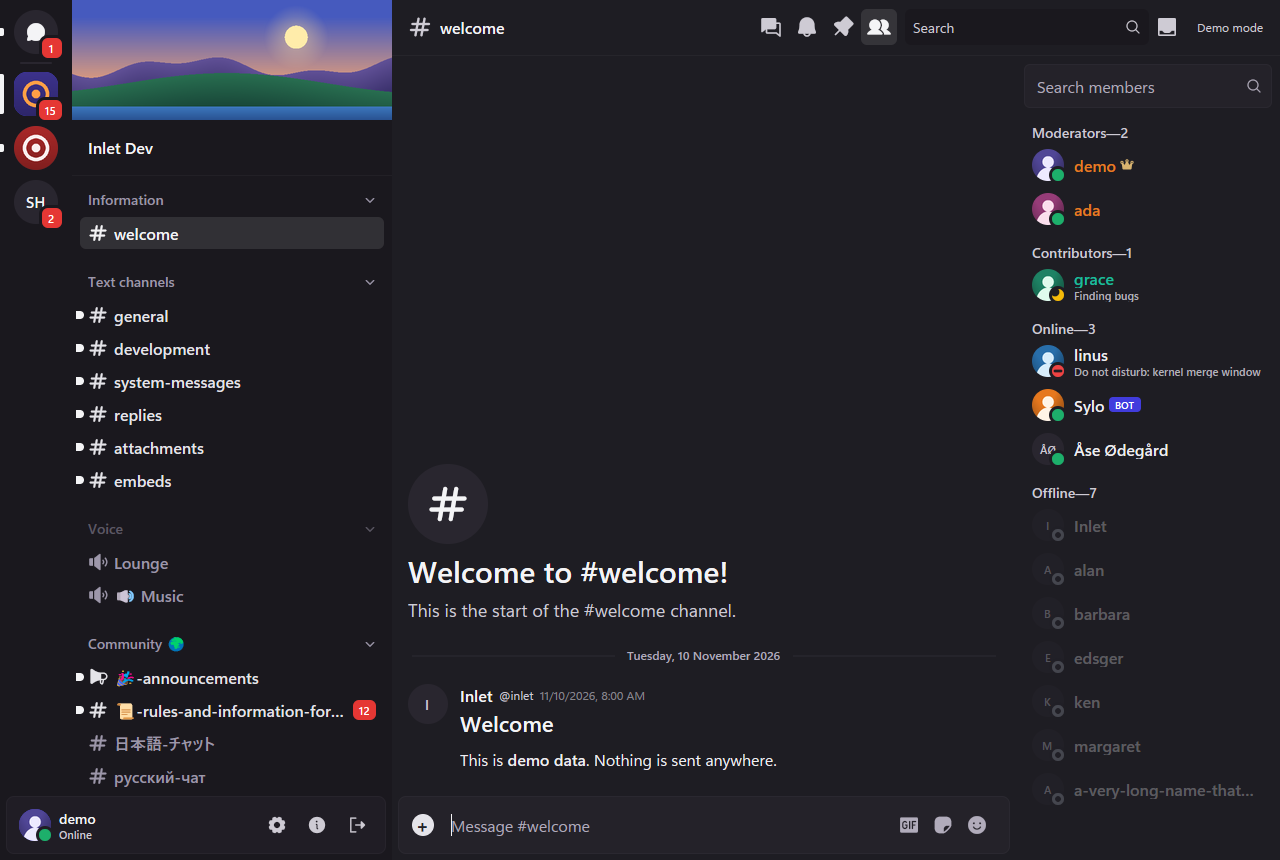 1
15
SH
2
Inlet Dev
Information
welcome
Text channels
general
development
system-messages
replies
attachments
embeds
Voice
Lounge
Music
Community
-announcements
-rules-and-information-for...
12
日本語-チャット
русский-чат
demo
Online
welcome
Search
Demo mode
Welcome to #welcome!
This is the start of the #welcome channel.
Tuesday, 10 November 2026
I
Inlet @inlet 11/10/2026, 8:00 AM
Welcome
This is demo data. Nothing is sent anywhere.
Message #welcome
GIF
Search members
Moderators—2
demo
ada
Contributors—1
grace
Finding bugs
Online—3
linus
Do not disturb: kernel merge window
Sylo BOT
ÅØ
Åse Ødegård
Offline—7
I
Inlet
A
alan
B
barbara
E
edsger
K
ken
M
margaret
A
a-very-long-name-that...